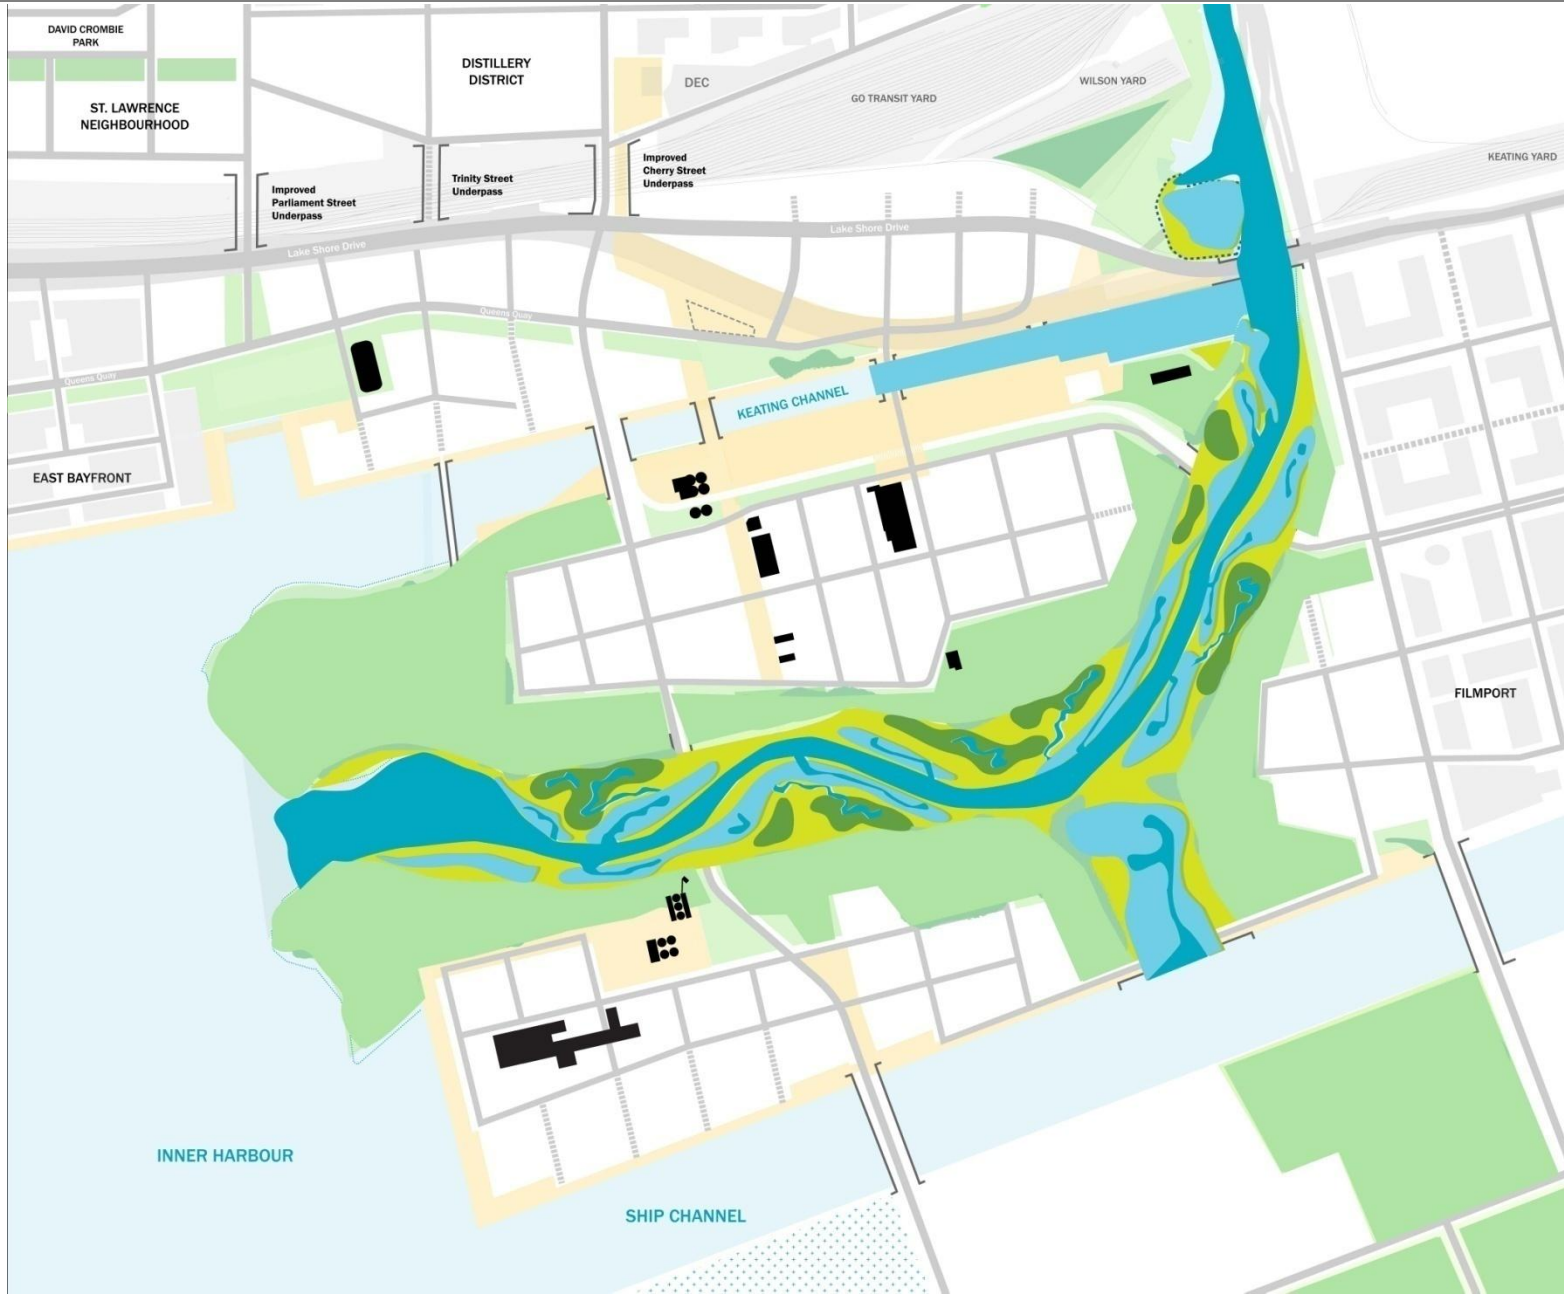 DAVID CROMBIE
PARK
DISTILLERY
DISTRICT
DEC
WILSON YARD
GO TRANSIT YARD
ST. LAWRENCE
NEIGHBOURHOOD
KEATING YARD
Improved
Cherry Street
Underpass
Trinity Street
Underpass
Improved
Parliament Street
Underpass
Lake Shore Drive
Lake Shore Drive
Queens Quay
Queens Quay
KEATING CHANNEL
EAST BAYFRONT
FILMPORT
INNER HARBOUR
SHIP CHANNEL